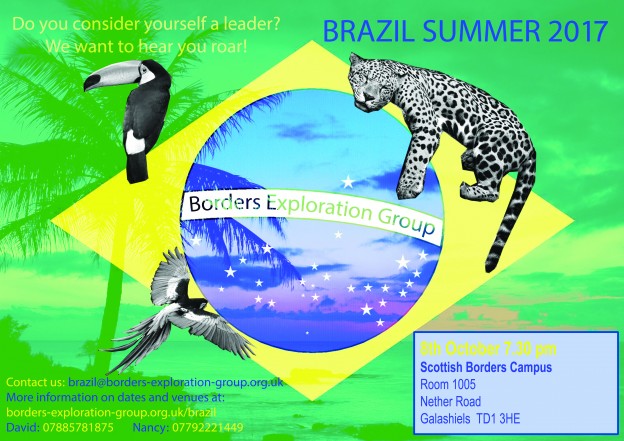 Do you consider yourself a leader?
We want to hear you roar!
BRAZIL SUMMER 2017
Borders Exploration Group
8th October 7.30 pm
Scottish Borders Campus
Room 1005
Nether Road
Galashiels TD1 3HE
Contact us: brazil@borders-exploration-group.org.uk
More information on dates and venues at:
borders-exploration-group.org.uk/brazil
David: 07885781875 Nancy: 07792221449